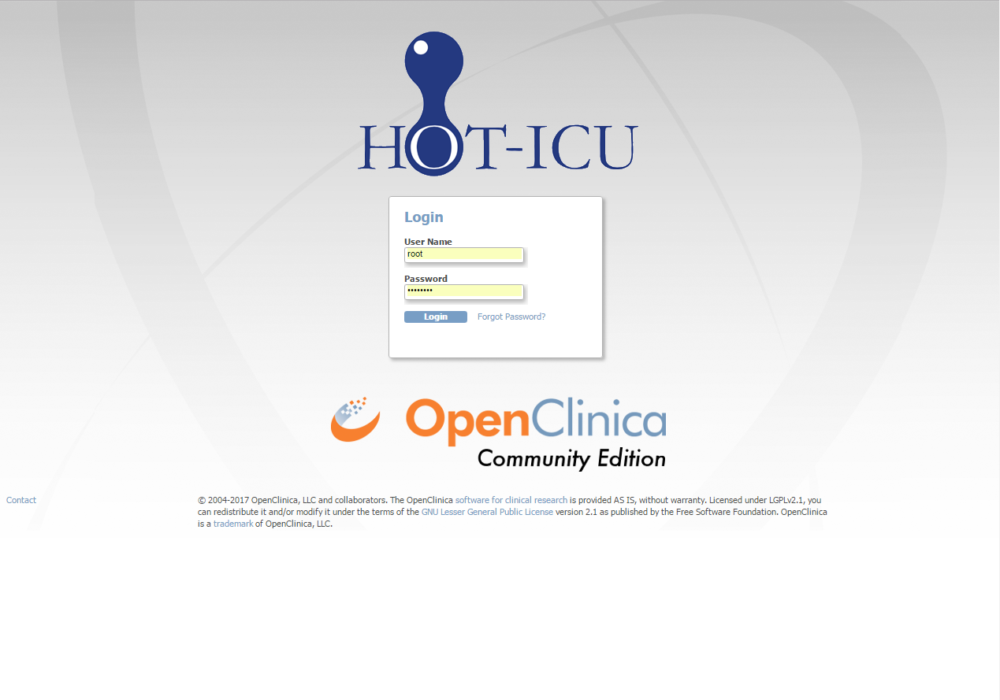 HOT-ICU
Login
User Name
root
Password
••••••••
Login Forgot Password?
OpenClinica
Community Edition
Contact
© 2004-2017 OpenClinica, LLC and collaborators. The OpenClinica software for clinical research is provided AS IS, without warranty. Licensed under LGPLv2.1, you
can redistribute it and/or modify it under the terms of the GNU Lesser General Public License version 2.1 as published by the Free Software Foundation. OpenClinica
is a trademark of OpenClinica, LLC.